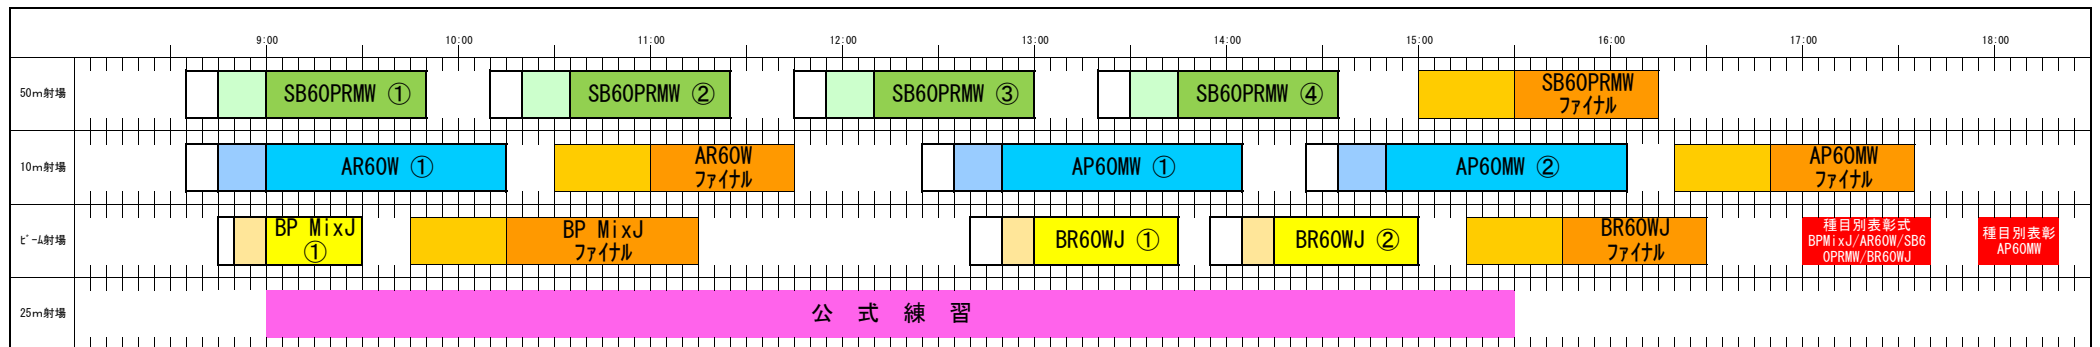 9:00 10:00 11:00 12:00 13:00 14:00 15:00 16:00 17:00 18:00
50m射場
SB60PRMW ①
SB60PRMW ②
SB60PRMW ③
SB60PRMW ④
SB60PRMW
ファイナル
10m射場
AR60W ①
AR60W
ファイナル
AP60MW ①
AP60MW ②
AP60MW
ファイナル
ビーム射場
BP MixJ
①
BP MixJ
ファイナル
BR60WJ ①
BR60WJ ②
BR60WJ
ファイナル
種目別表彰式
BPMixJ/AR60W/SB6
0PRMW/BR60WJ
種目別表彰
AP60MW
25m射場
公 式 練 習